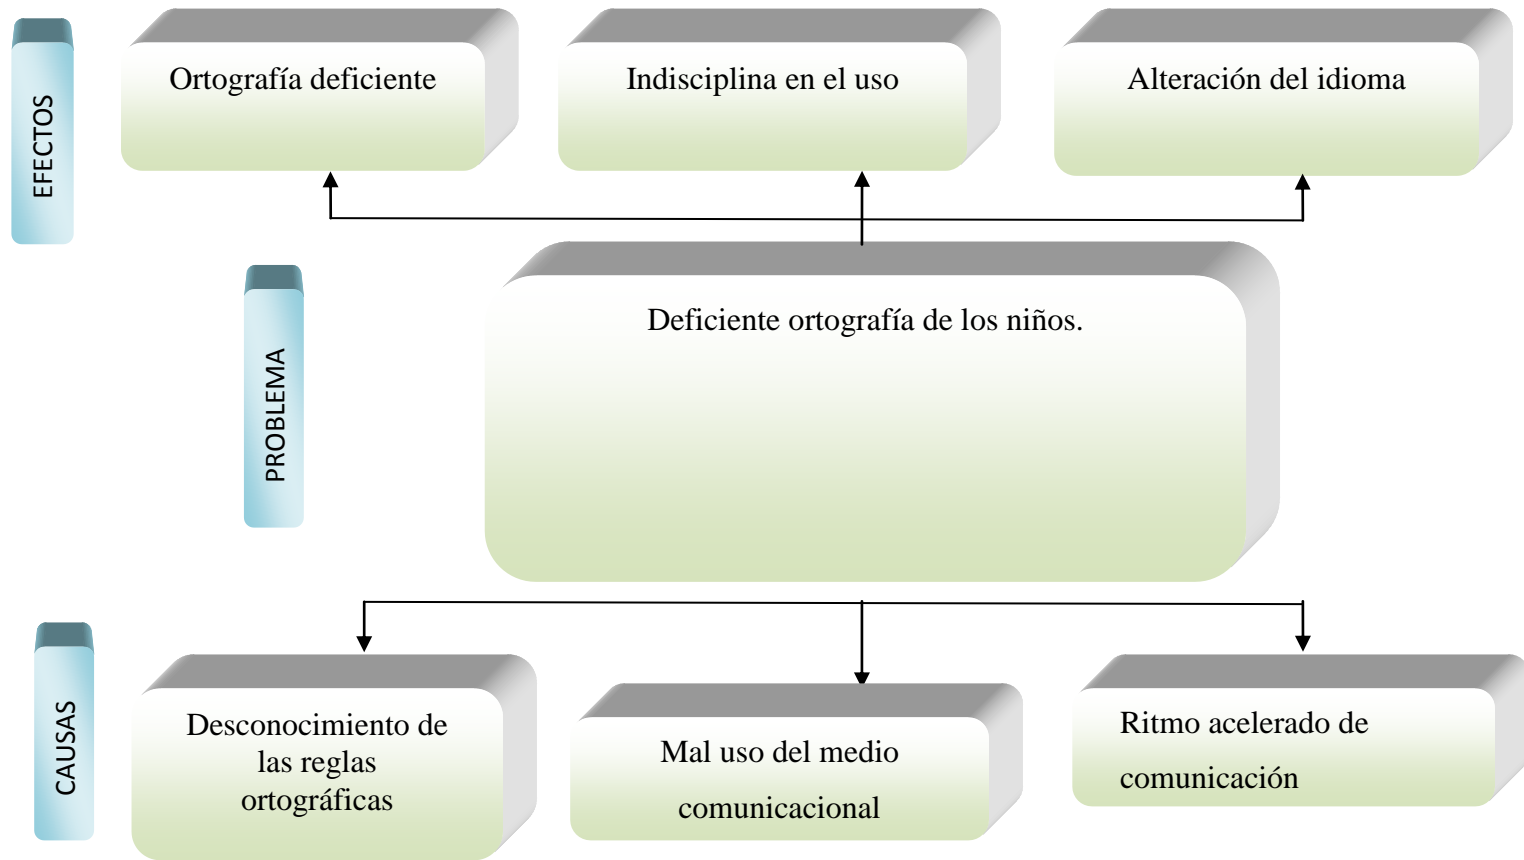 EFECTOS
Ortografía deficiente
Indisciplina en el uso
Alteración del idioma
PROBLEMA
Deficiente ortografía de los niños.
CAUSAS
Desconocimiento de
las reglas
ortográficas
Mal uso del medio
comunicacional
Ritmo acelerado de
comunicación